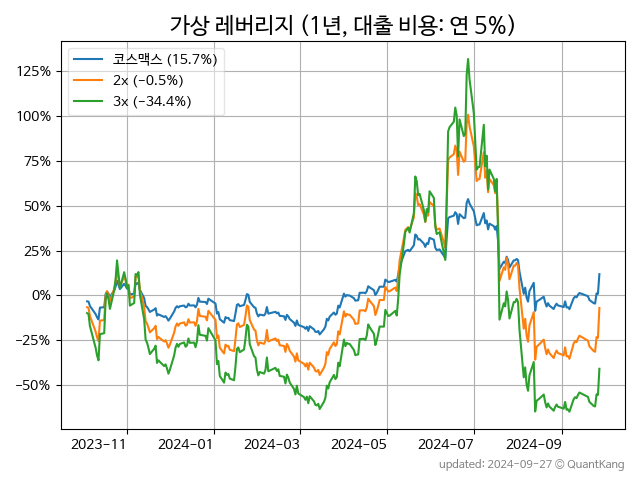 가상 레버리지 (1년, 대출 비용: 연 5%)
코스맥스 (15.7%)
2x (−0.5%)
3x (−34.4%)
125%
100%
75%
50%
25%
0%
−25%
−50%
2023-11
2024-01
2024-03
2024-05
2024-07
2024-09
updated: 2024-09-27 © QuantKang